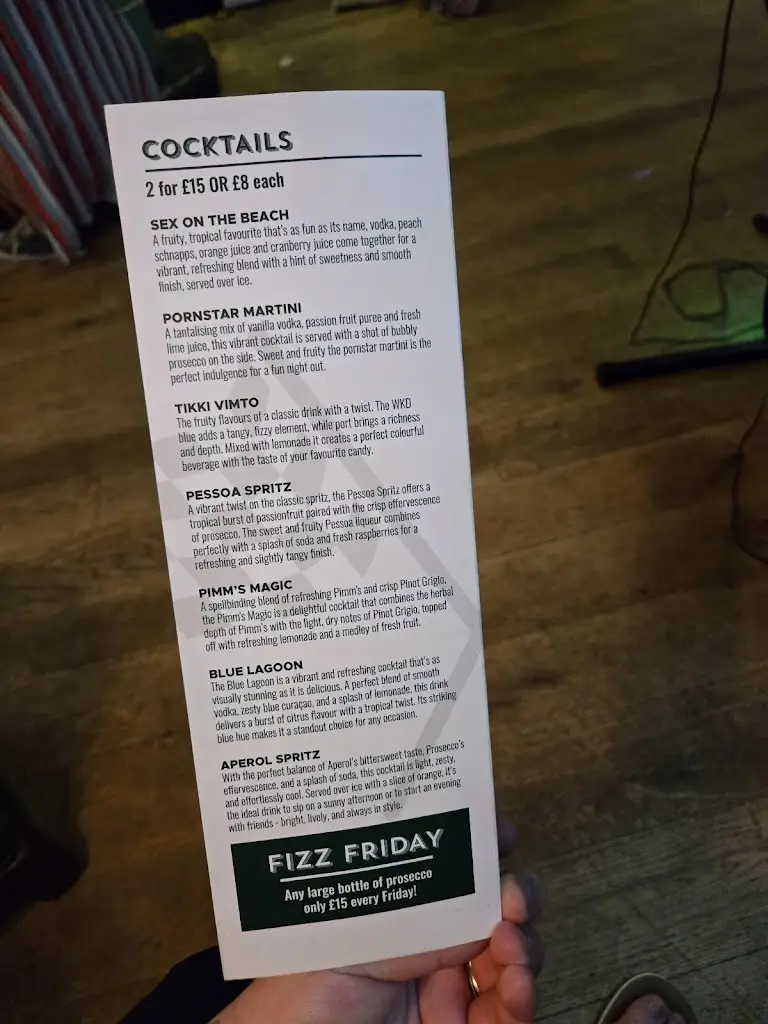 COCKTAILS
2 for £15 OR £8 each
SEX ON THE BEACH
A fruity, tropical favourite that's as fun as its name, vodka, peach
schnapps, orange juice and cranberry juice come together for a
vibrant, refreshing blend with a hint of sweetness and smooth
finish, served over ice.
PORNSTAR MARTINI
A tantalising mix of vanilla vodka, passion fruit puree and fresh
lime juice, this vibrant cocktail is served with a shot of bubbly
prosecco on the side. Sweet and fruity the pornstar martini is the
perfect indulgence for a fun night out.
TIKKI VIMTO
The fruity flavours of a classic drink with a twist. The WKD
blue adds a tangy, fizzy element, while port brings a richness
and depth. Mixed with lemonade it creates a perfect colourful
beverage with the taste of your favourite candy.
PESSOA SPRITZ
A vibrant twist on the classic spritz, the Pessoa Spritz offers a
tropical burst of passionfruit paired with the crisp effervescence
of prosecco. The sweet and fruity Pessoa liqueur combines
perfectly with a splash of soda and fresh raspberries for a
refreshing and slightly tangy finish.
PIMM'S MAGIC
A spellbinding blend of refreshing Pimm's and crisp Pinot Grigio,
the Pimm's Magic is a delightful cocktail that combines the herbal
depth of Pimm's with the light, dry notes of Pinot Grigio, topped
off with refreshing lemonade and a medley of fresh fruit.
BLUE LAGOON
The Blue Lagoon is a vibrant and refreshing cocktail that's as
visually stunning as it is delicious. A perfect blend of smooth
vodka, zesty blue curaçao, and a splash of lemonade, this drink
delivers a burst of citrus flavour with a tropical twist. Its striking
blue hue makes it a standout choice for any occasion.
APEROL SPRITZ
With the perfect balance of Aperol's bittersweet taste, Prosecco's
effervescence, and a splash of soda, this cocktail is light, zesty,
and effortlessly cool. Served over ice with a slice of orange, it's
the ideal drink to sip on a sunny afternoon or to start an evening
with friends - bright, lively, and always in style.
FIZZ FRIDAY
Any large bottle of prosecco
only £15 every Friday!